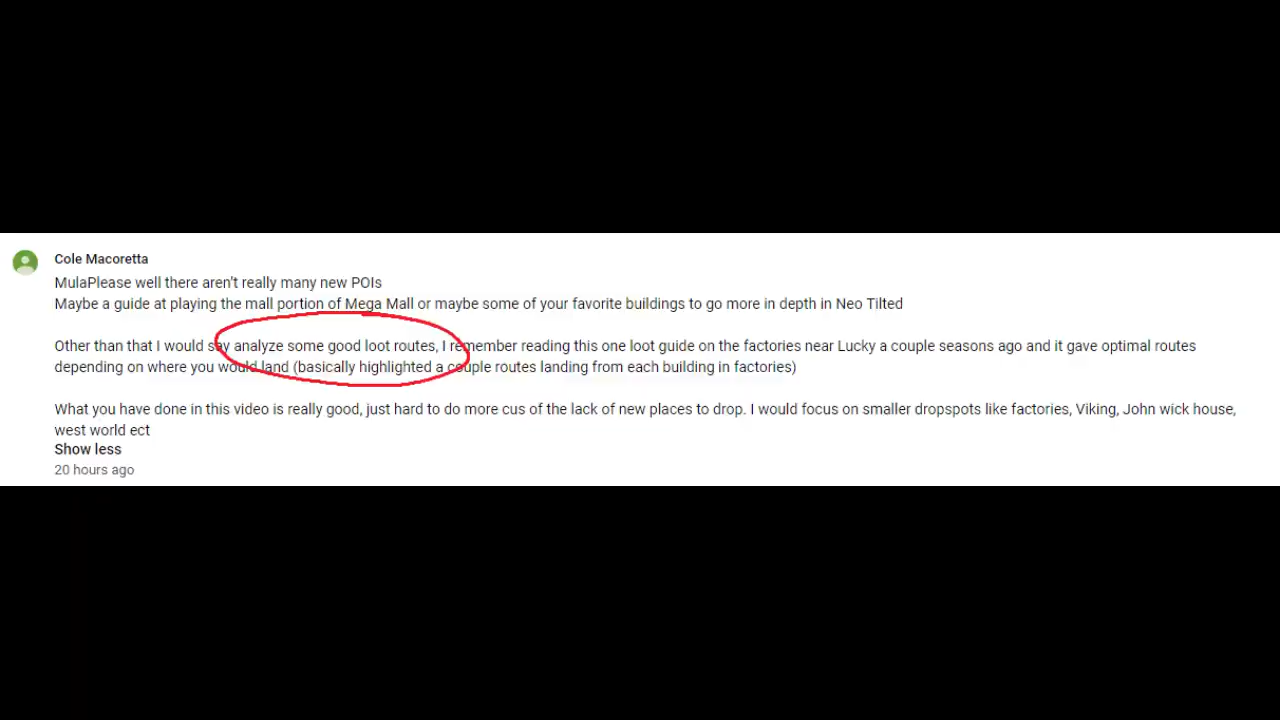 Cole Macoretta
MulaPlease well there aren't really many new POIs
Maybe a guide at playing the mall portion of Mega Mall or maybe some of your favorite buildings to go more in depth in Neo Tilted
Other than that I would say analyze some good loot routes, I remember reading this one loot guide on the factories near Lucky a couple seasons ago and it gave optimal routes
depending on where you would land (basically highlighted a couple routes landing from each building in factories)
What you have done in this video is really good, just hard to do more cus of the lack of new places to drop. I would focus on smaller dropspots like factories, Viking, John wick house,
west world ect
Show less
20 hours ago